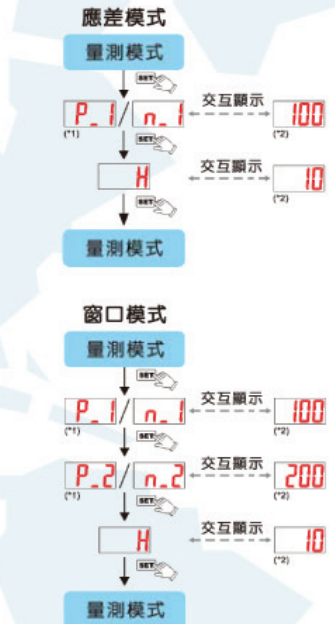 應差模式
量測模式
SET
P_1 / n_1 交互顯示 100
(*1) (*2)
SET
H 交互顯示 10
(*2)
SET
量測模式
窗口模式
量測模式
SET
P_1 / n_1 交互顯示 100
(*1) (*2)
SET
P_2 / n_2 交互顯示 200
(*1) (*2)
SET
H 交互顯示 10
(*2)
SET
量測模式